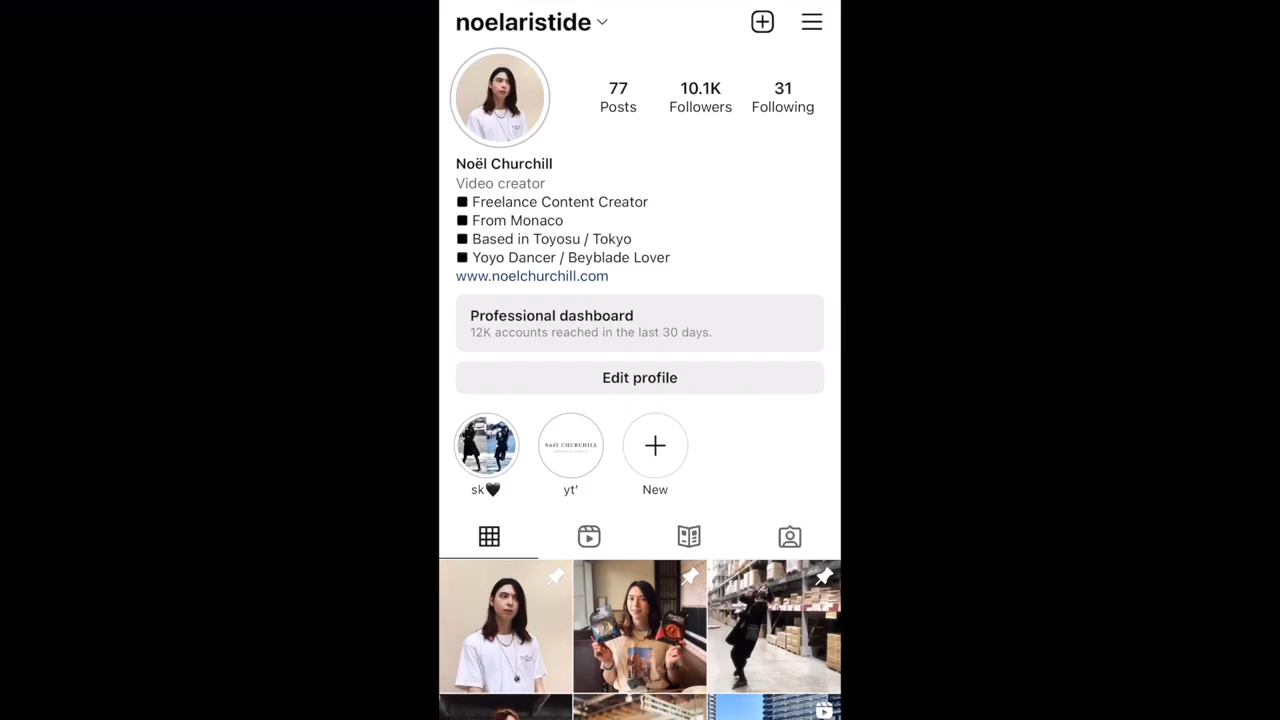 noelaristide
77
10.1K
31
Posts
Followers
Following
Noël Churchill
Video creator
Freelance Content Creator
From Monaco
Based in Toyosu / Tokyo
Yoyo Dancer / Beyblade Lover
www.noelchurchill.com
Professional dashboard
12K accounts reached in the last 30 days.
Edit profile
Noël CHURCHILL
sk🖤
yt'
New